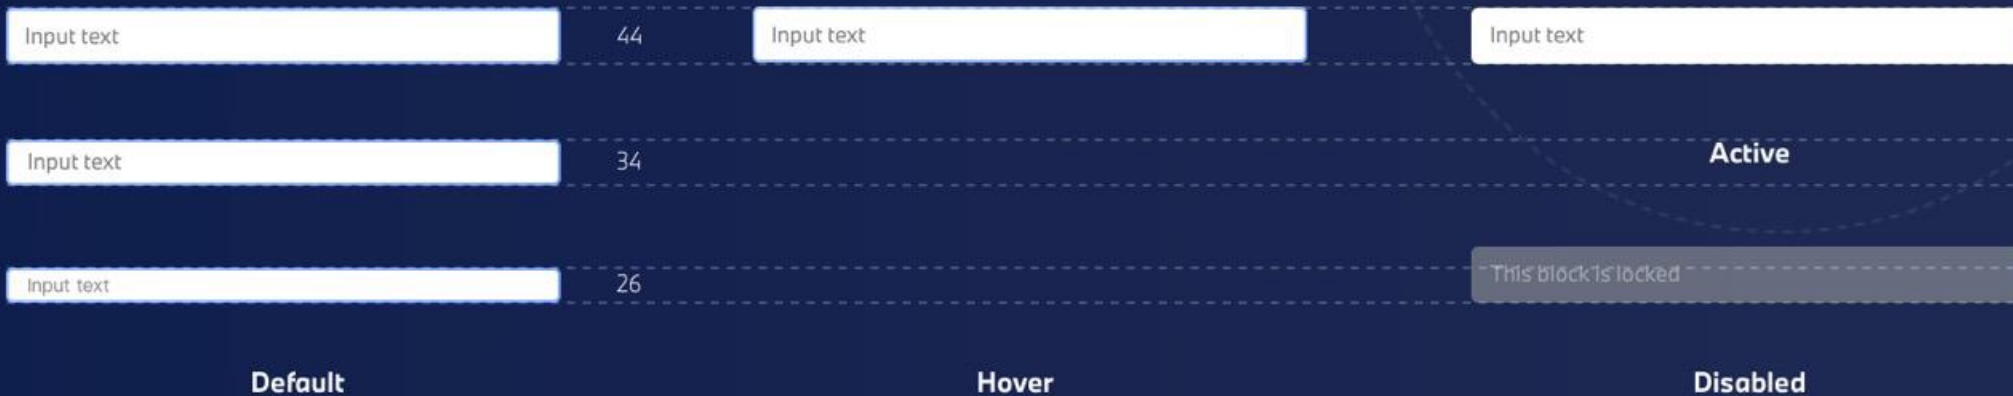 Input text 44 Input text Input text
Input text 34 Active
Input text 26 This block is locked
Default Hover Disabled